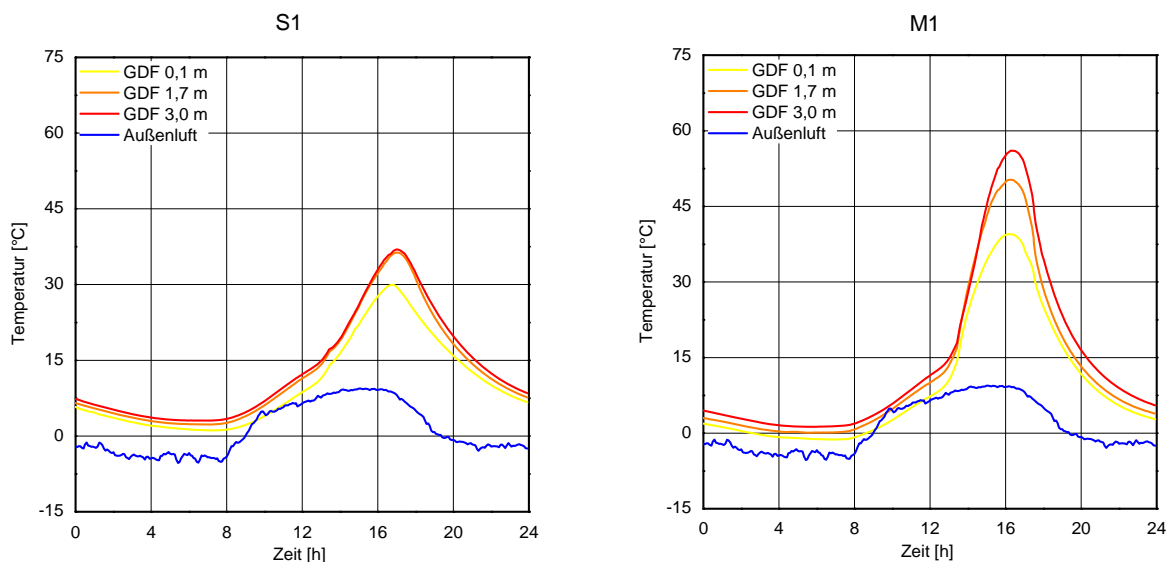 S1
75
60
45
30
15
0
-15
Temperatur [°C]
GDF 0,1 m
GDF 1,7 m
GDF 3,0 m
Außenluft
0 4 8 12 16 20 24
Zeit [h]
M1
75
60
45
30
15
0
-15
Temperatur [°C]
GDF 0,1 m
GDF 1,7 m
GDF 3,0 m
Außenluft
0 4 8 12 16 20 24
Zeit [h]